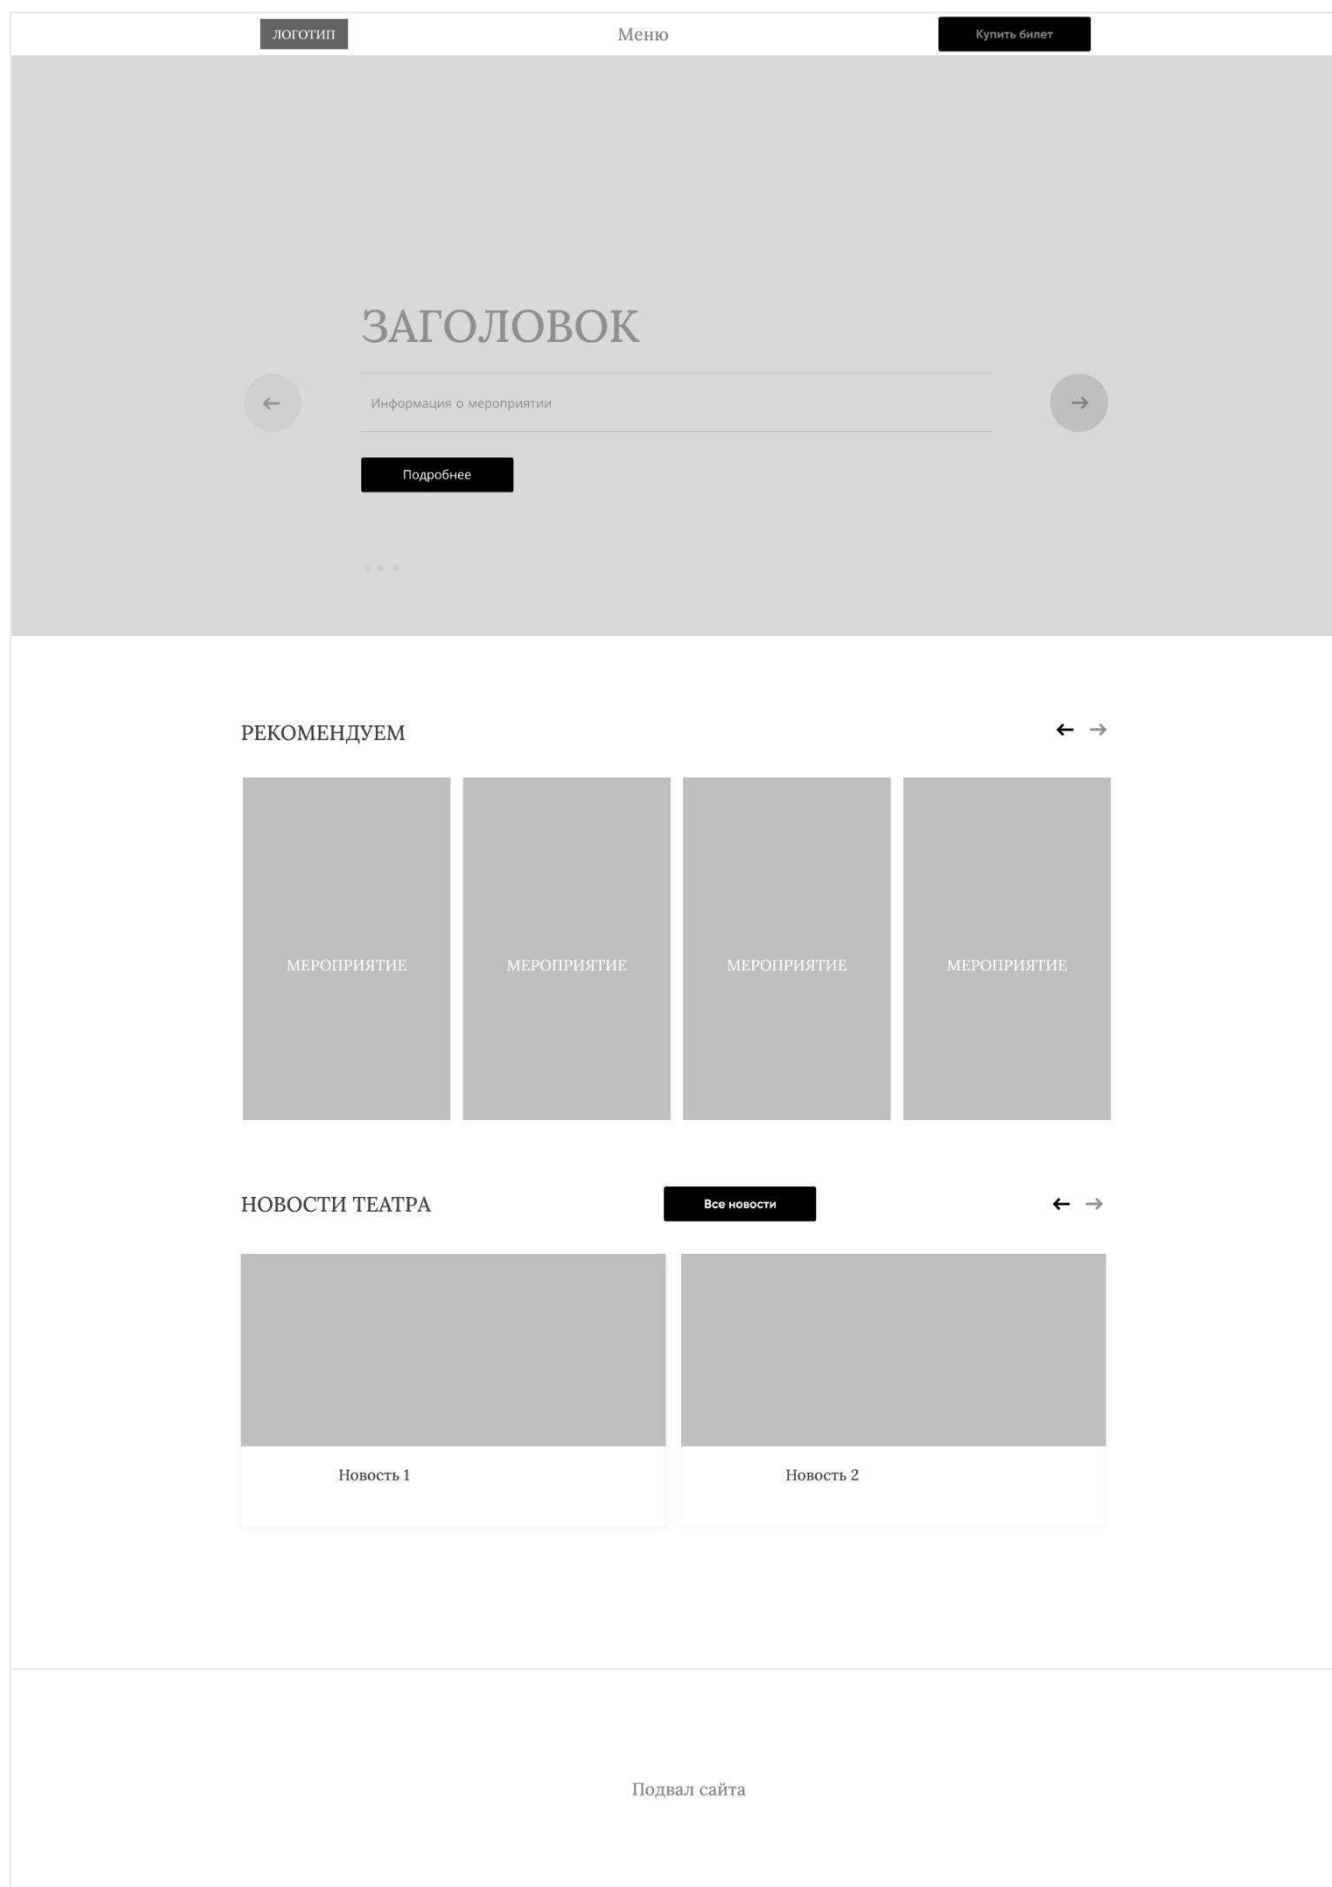 ЛОГОТИП
Меню
Купить билет
ЗАГОЛОВОК
Информация о мероприятии
Подробнее
РЕКОМЕНДУЕМ
МЕРОПРИЯТИЕ
МЕРОПРИЯТИЕ
МЕРОПРИЯТИЕ
МЕРОПРИЯТИЕ
НОВОСТИ ТЕАТРА
Все новости
Новость 1
Новость 2
Подвал сайта